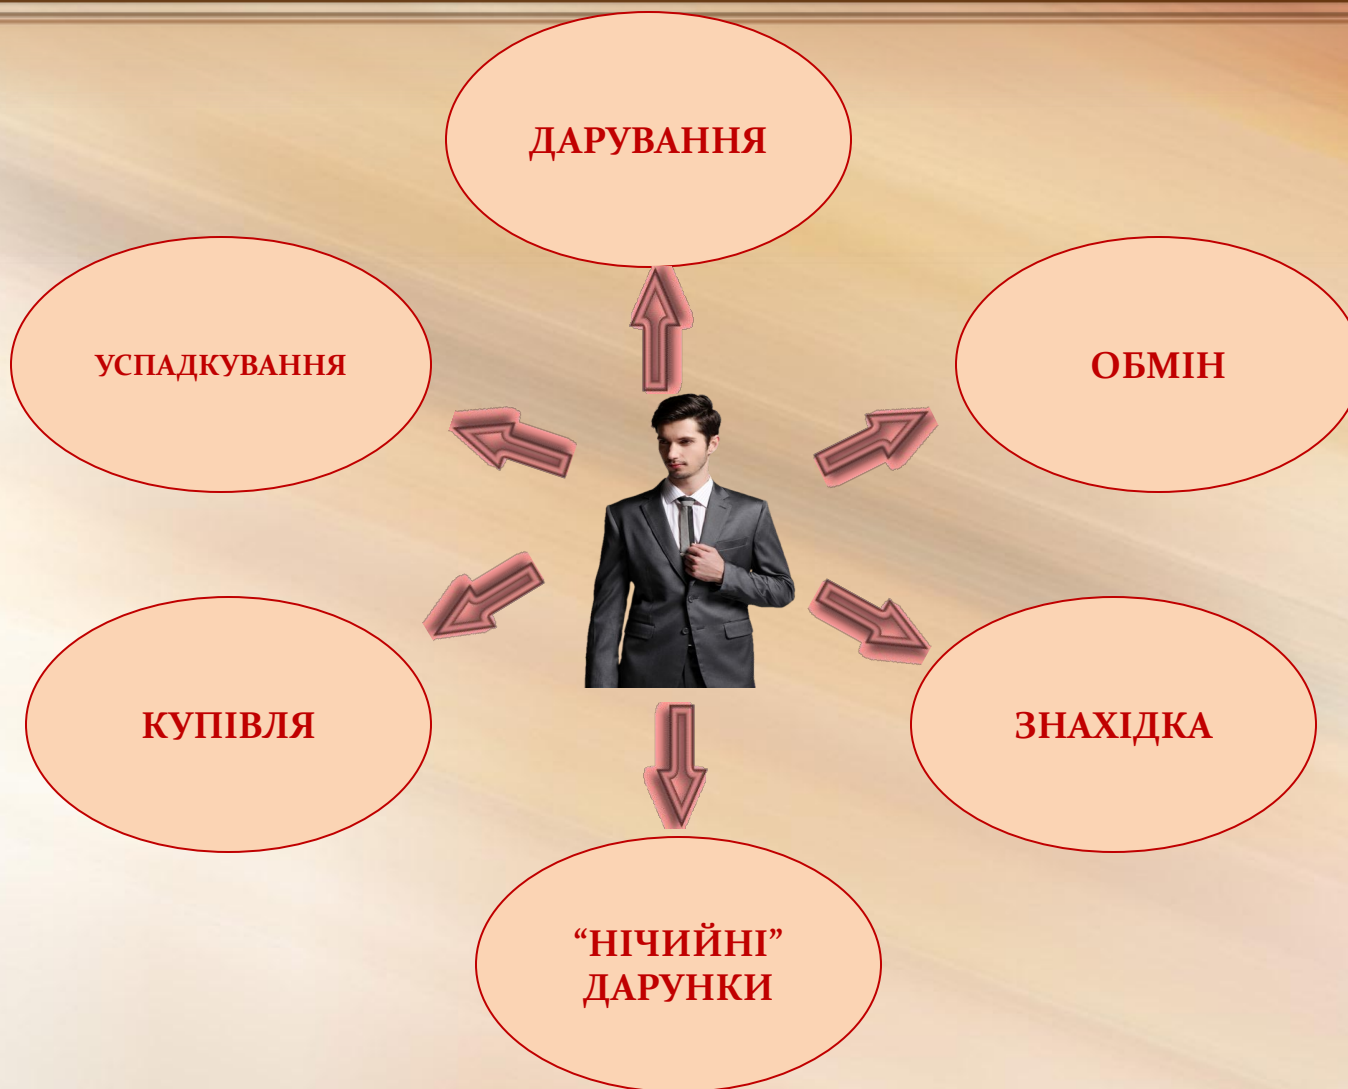 ДАРУВАННЯ
УСПАДКУВАННЯ
ОБМІН
КУПІВЛЯ
ЗНАХІДКА
“НІЧИЙНІ”
ДАРУНКИ